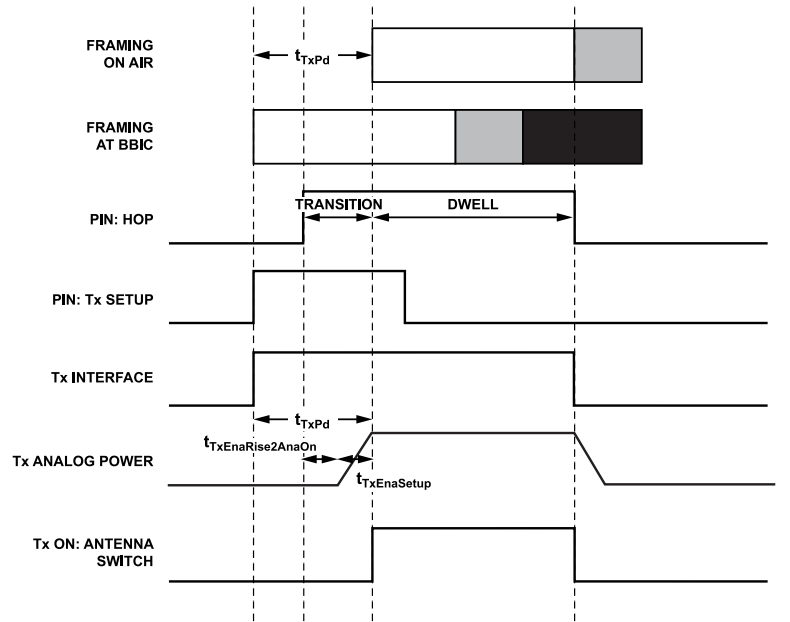 FRAMING
ON AIR
tTxPd
FRAMING
AT BBIC
PIN: HOP
TRANSITION
DWELL
PIN: Tx SETUP
Tx INTERFACE
tTxPd
tTxEnaRise2AnaOn
Tx ANALOG POWER
tTxEnaSetup
Tx ON: ANTENNA
SWITCH